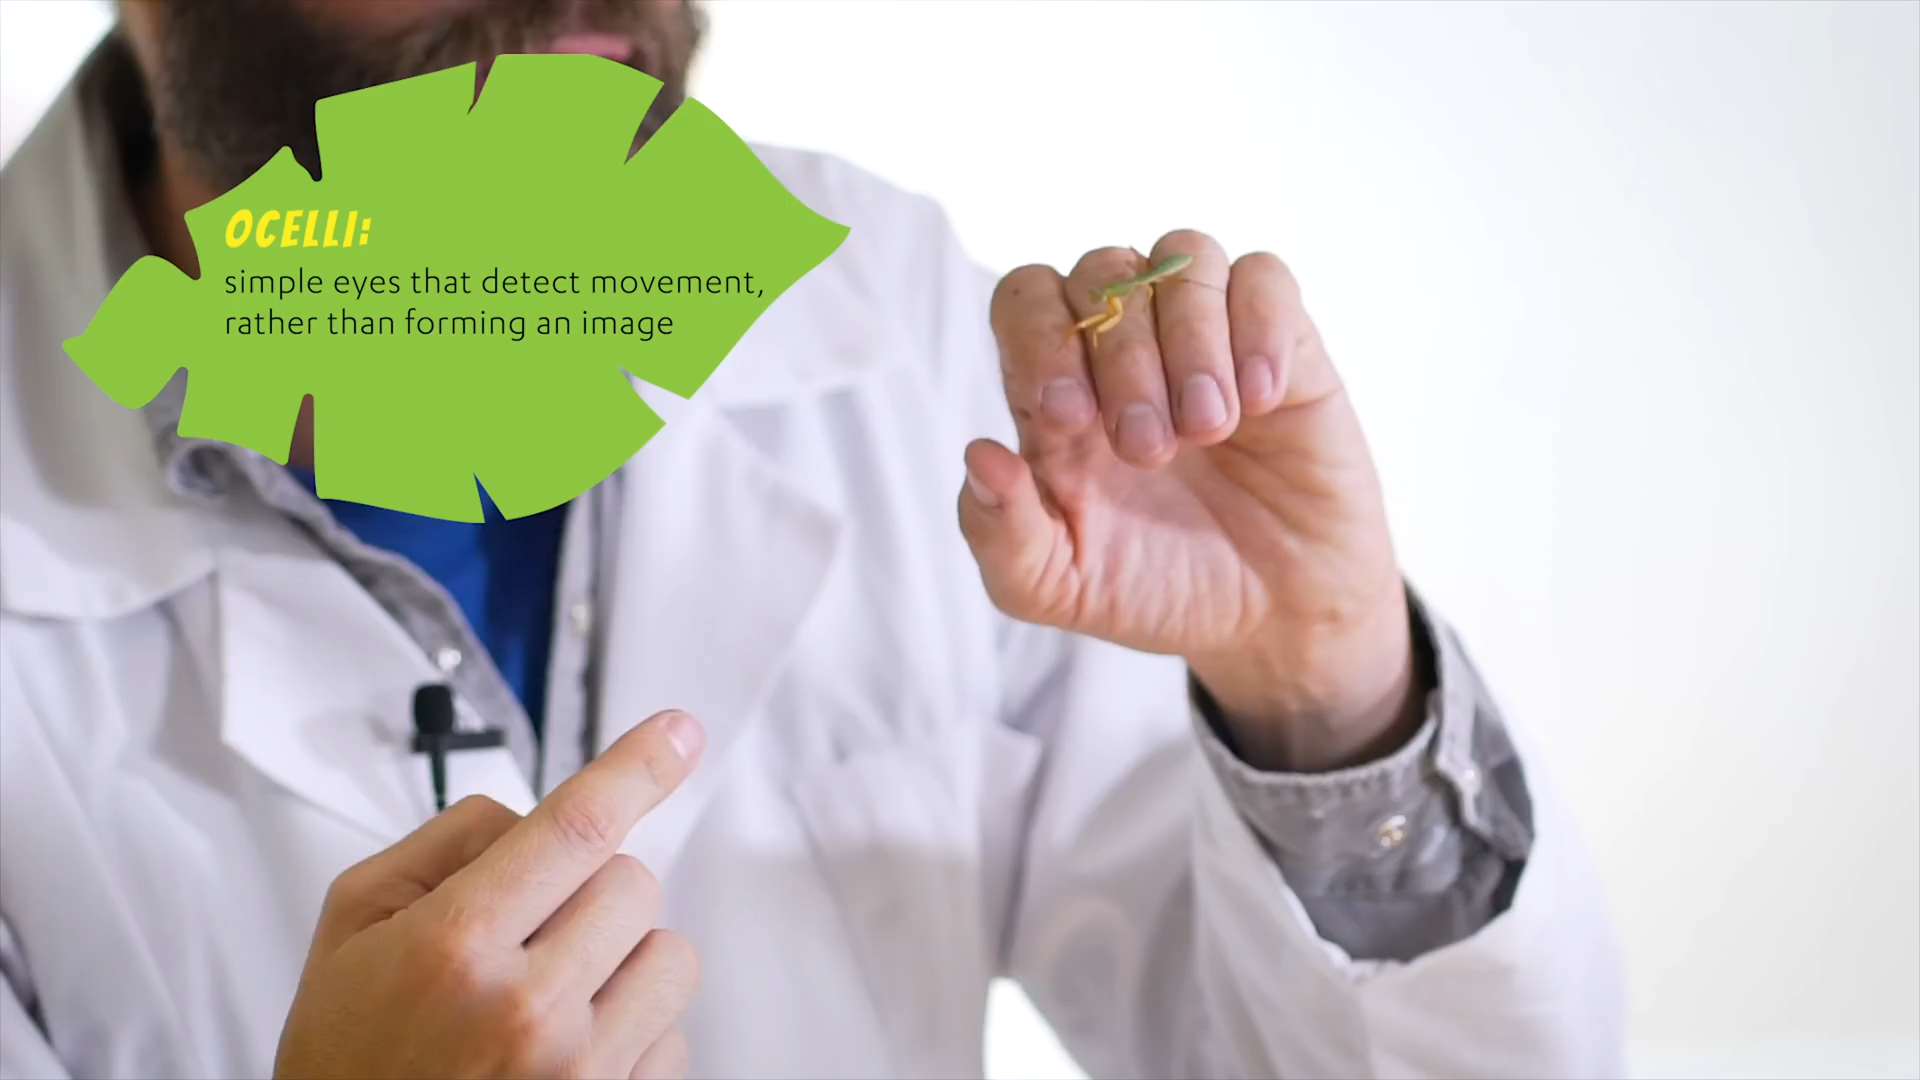 OCELLI:
simple eyes that detect movement,
rather than forming an image